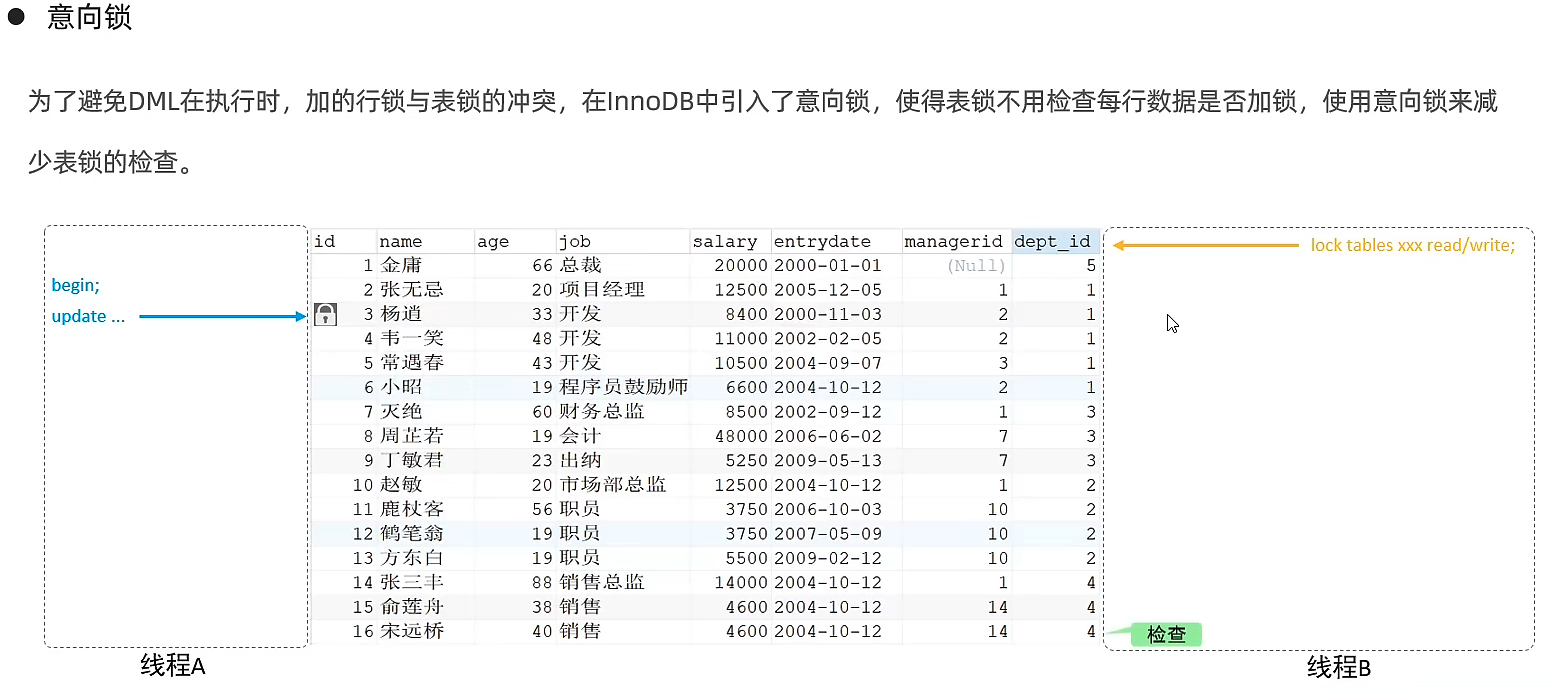 ● 意向锁
为了避免DML在执行时，加的行锁与表锁的冲突，在InnoDB中引入了意向锁，使得表锁不用检查每行数据是否加锁，使用意向锁来减
少表锁的检查。
id name age job salary entrydate managerid dept_id
lock tables xxx read/write;
1 金庸 66 总裁 20000 2000-01-01 (Null) 5
begin;
2 张无忌 20 项目经理 12500 2005-12-05 1 1
update ...
3 杨逍 33 开发 8400 2000-11-03 2 1
4 韦一笑 48 开发 11000 2002-02-05 2 1
5 常遇春 43 开发 10500 2004-09-07 3 1
6 小昭 19 程序员鼓励师 6600 2004-10-12 2 1
7 灭绝 60 财务总监 8500 2002-09-12 1 3
8 周芷若 19 会计 48000 2006-06-02 7 3
9 丁敏君 23 出纳 5250 2009-05-13 7 3
10 赵敏 20 市场部总监 12500 2004-10-12 1 2
11 鹿杖客 56 职员 3750 2006-10-03 10 2
12 鹤笔翁 19 职员 3750 2007-05-09 10 2
13 方东白 19 职员 5500 2009-02-12 10 2
14 张三丰 88 销售总监 14000 2004-10-12 1 4
15 俞莲舟 38 销售 4600 2004-10-12 14 4
16 宋远桥 40 销售 4600 2004-10-12 14 4
检查
线程A
线程B